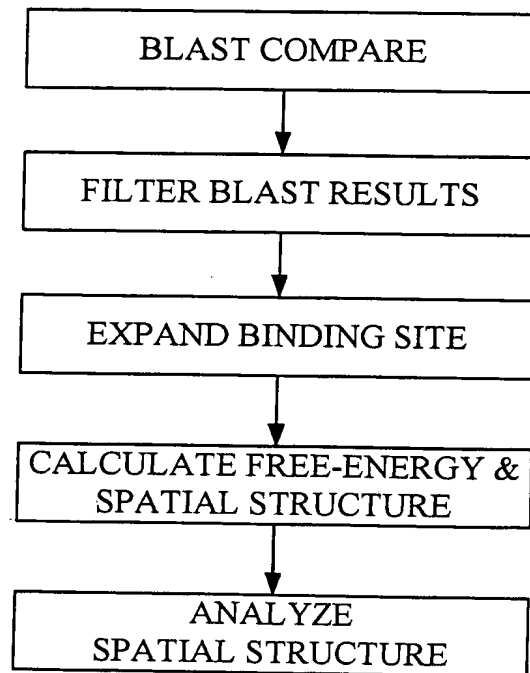 BLAST COMPARE
FILTER BLAST RESULTS
EXPAND BINDING SITE
CALCULATE FREE-ENERGY &
SPATIAL STRUCTURE
ANALYZE
SPATIAL STRUCTURE